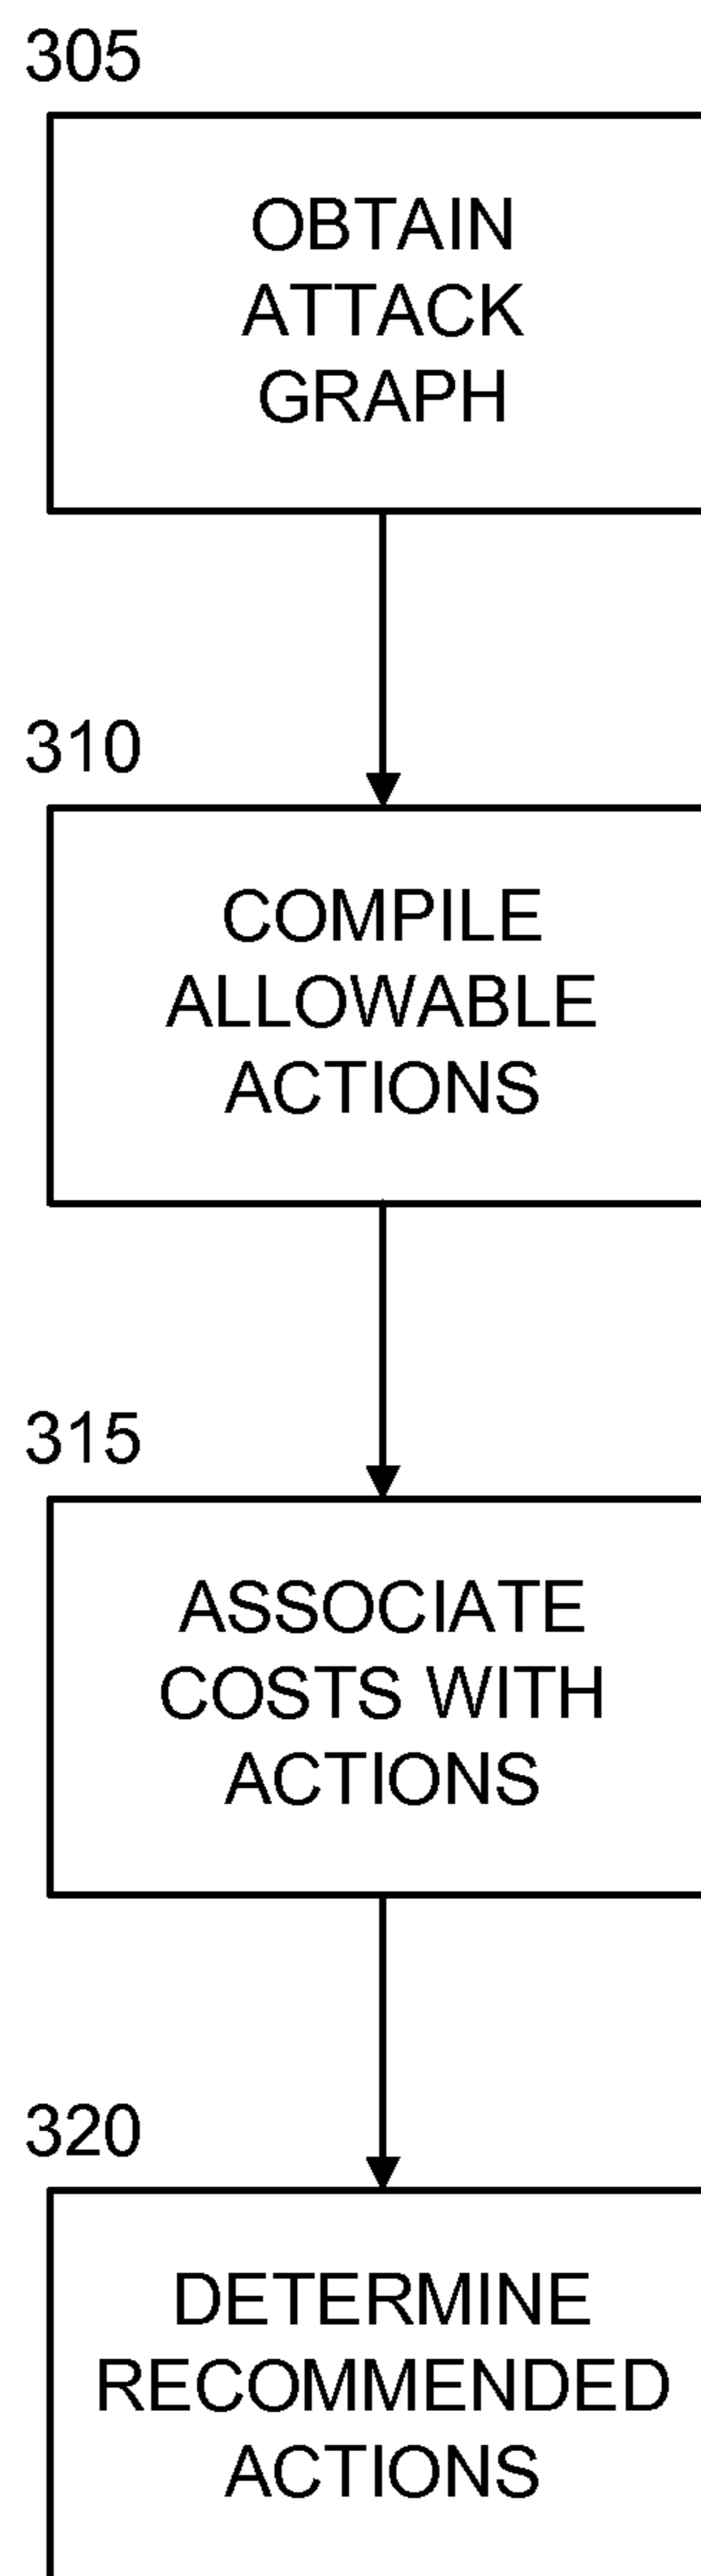 305
OBTAIN
ATTACK
GRAPH
310
COMPILE
ALLOWABLE
ACTIONS
315
ASSOCIATE
COSTS WITH
ACTIONS
320
DETERMINE
RECOMMENDED
ACTIONS